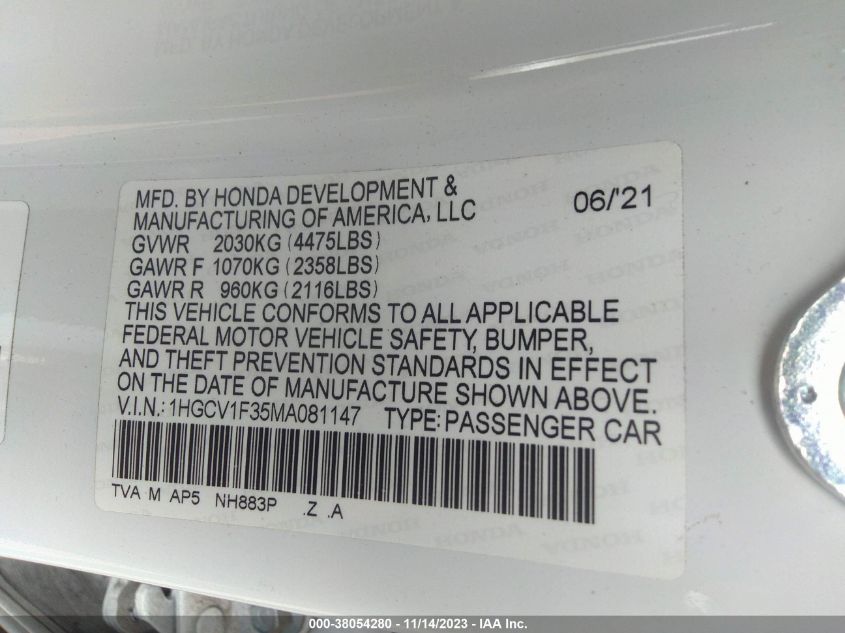 MFD. BY HONDA DEVELOPMENT &
MANUFACTURING OF AMERICA, LLC 06/'21
GVWR 2030KG (4475LBS)
GAWR F 1070KG (2358LBS)
GAWR R 960KG (2116LBS)
THIS VEHICLE CONFORMS TO ALL APPLICABLE
FEDERAL MOTOR VEHICLE SAFETY, BUMPER,
AND THEFT PREVENTION STANDARDS IN EFFECT
ON THE DATE OF MANUFACTURE SHOWN ABOVE.
V.I.N.: 1HGCV1F35MA081147 TYPE: PASSENGER CAR
TVA M AP5 NH883P .Z .A
000-38054280 - 11/14/2023 - IAA Inc.